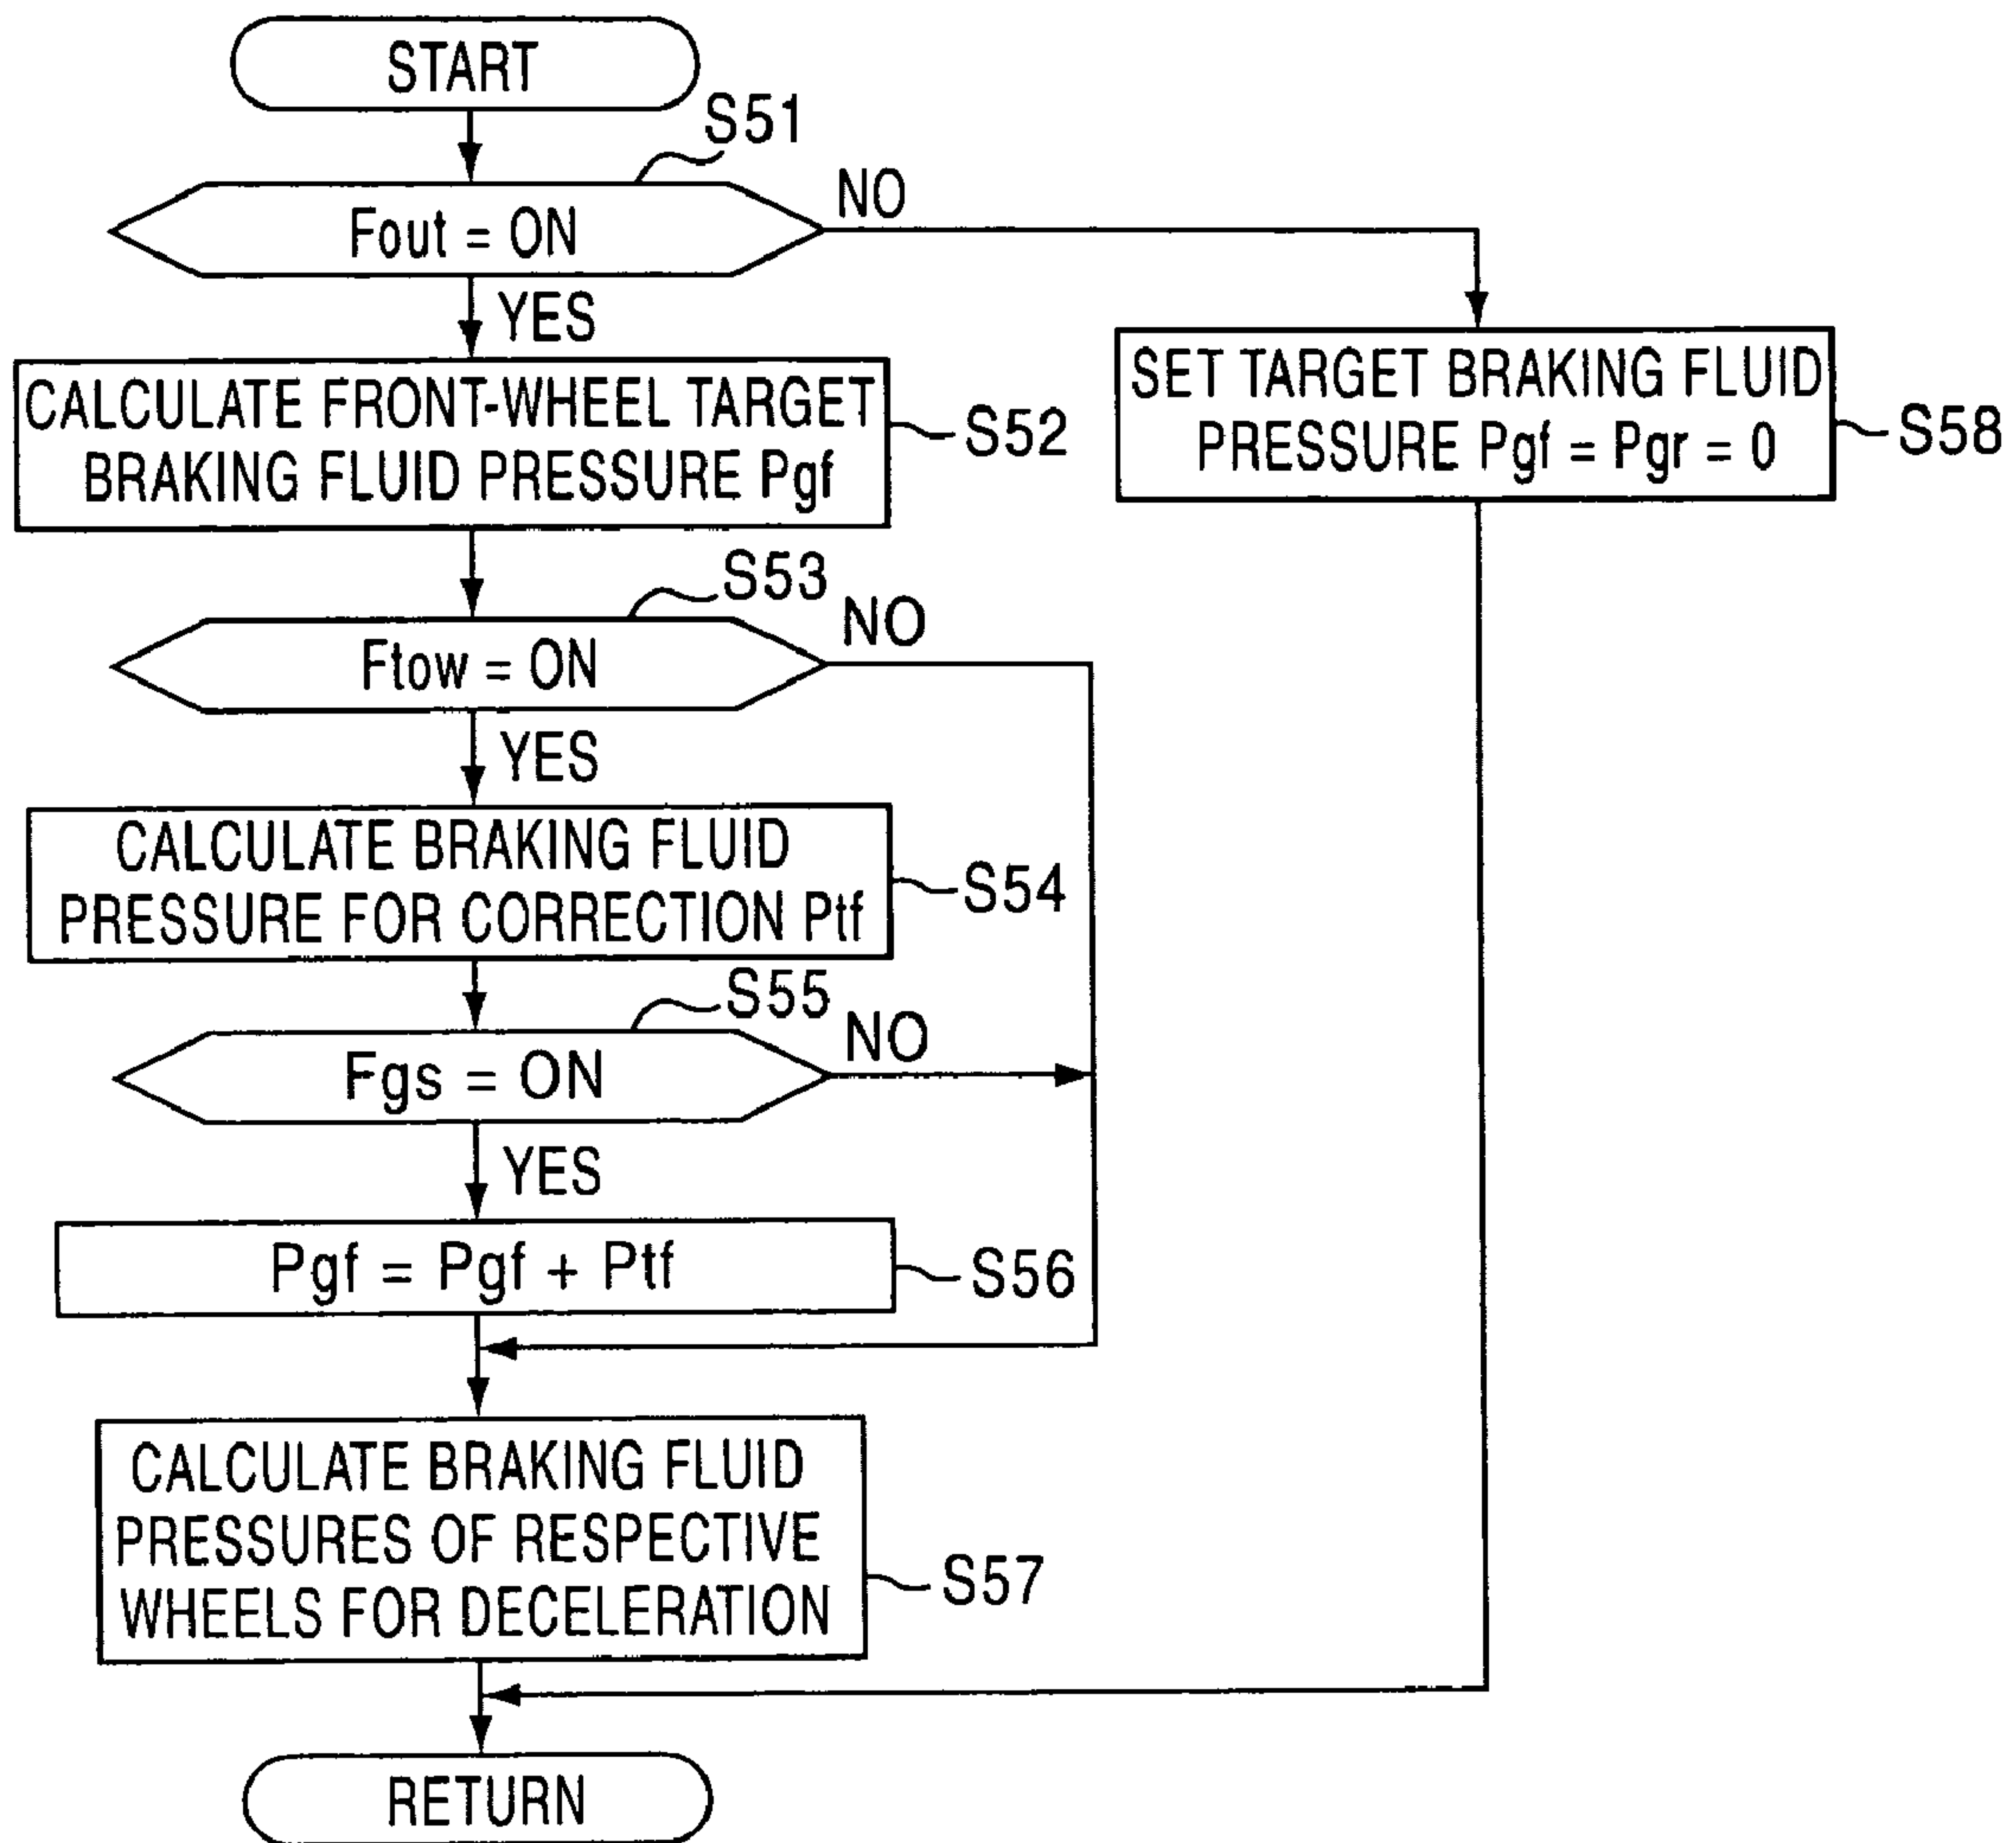 START
S51
Fout = ON
NO
YES
CALCULATE FRONT-WHEEL TARGET
BRAKING FLUID PRESSURE Pgf
S52
SET TARGET BRAKING FLUID
PRESSURE Pgf = Pgr = 0
S58
S53
Ftow = ON
NO
YES
CALCULATE BRAKING FLUID
PRESSURE FOR CORRECTION Ptf
S54
S55
Fgs = ON
NO
YES
Pgf = Pgf + Ptf
S56
CALCULATE BRAKING FLUID
PRESSURES OF RESPECTIVE
WHEELS FOR DECELERATION
S57
RETURN